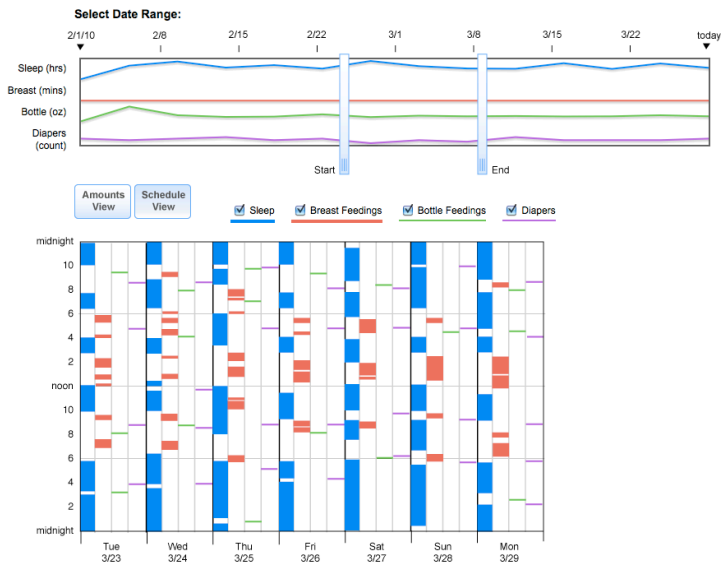 Select Date Range:
2/1/10 2/8 2/15 2/22 3/1 3/8 3/15 3/22 today
Sleep (hrs)
Breast (mins)
Bottle (oz)
Diapers
(count)
Start End
Amounts
View
Schedule
View
Sleep Breast Feedings Bottle Feedings Diapers
midnight
10
8
6
4
2
noon
10
8
6
4
2
midnight
Tue Wed Thu Fri Sat Sun Mon
3/23 3/24 3/25 3/26 3/27 3/28 3/29